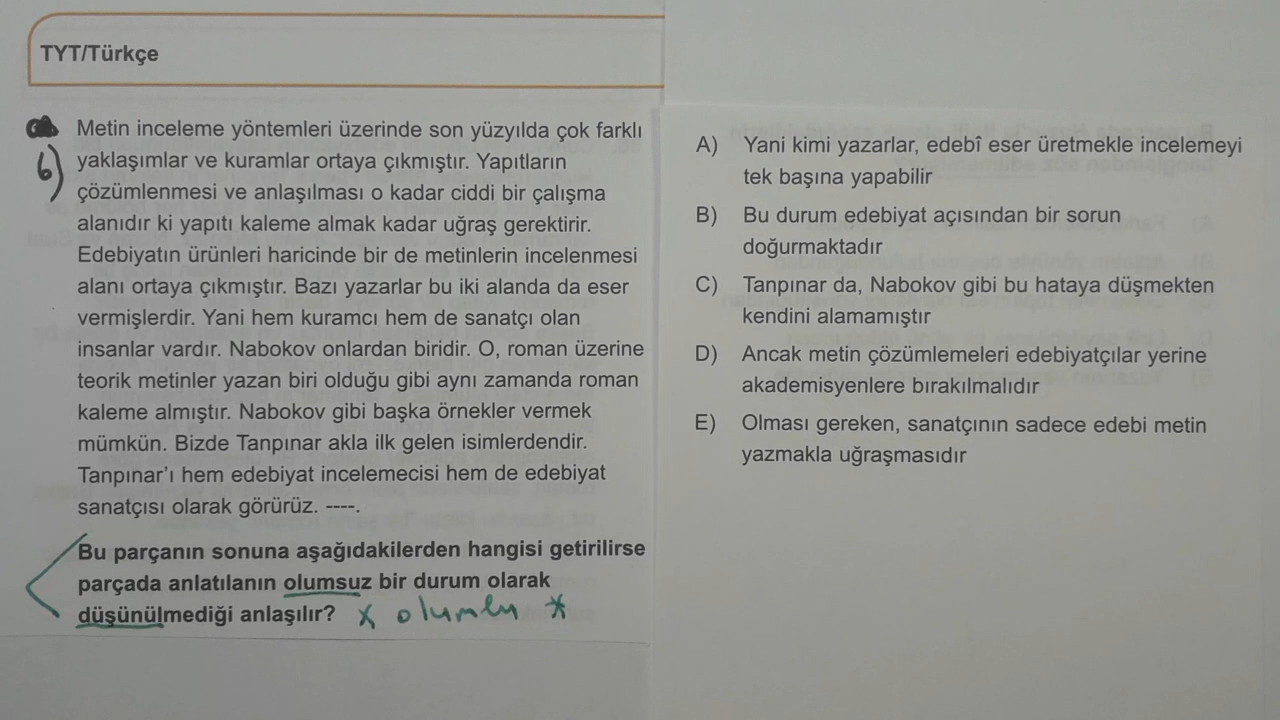 TYT/Türkçe
6)
Metin inceleme yöntemleri üzerinde son yüzyılda çok farklı
yaklaşımlar ve kuramlar ortaya çıkmıştır. Yapıtların
çözümlenmesi ve anlaşılması o kadar ciddi bir çalışma
alanıdır ki yapıtı kaleme almak kadar uğraş gerektirir.
Edebiyatın ürünleri haricinde bir de metinlerin incelenmesi
alanı ortaya çıkmıştır. Bazı yazarlar bu iki alanda da eser
vermişlerdir. Yani hem kuramcı hem de sanatçı olan
insanlar vardır. Nabokov onlardan biridir. O, roman üzerine
teorik metinler yazan biri olduğu gibi aynı zamanda roman
kaleme almıştır. Nabokov gibi başka örnekler vermek
mümkün. Bizde Tanpınar akla ilk gelen isimlerdendir.
Tanpınar'ı hem edebiyat incelemecisi hem de edebiyat
sanatçısı olarak görürüz. ----.
Bu parçanın sonuna aşağıdakilerden hangisi getirilirse
parçada anlatılanın olumsuz bir durum olarak
düşünülmediği anlaşılır? x olumlu *
A) Yani kimi yazarlar, edebî eser üretmekle incelemeyi
tek başına yapabilir
B) Bu durum edebiyat açısından bir sorun
doğurmaktadır
C) Tanpınar da, Nabokov gibi bu hataya düşmekten
kendini alamamıştır
D) Ancak metin çözümlemeleri edebiyatçılar yerine
akademisyenlere bırakılmalıdır
E) Olması gereken, sanatçının sadece edebi metin
yazmakla uğraşmasıdır